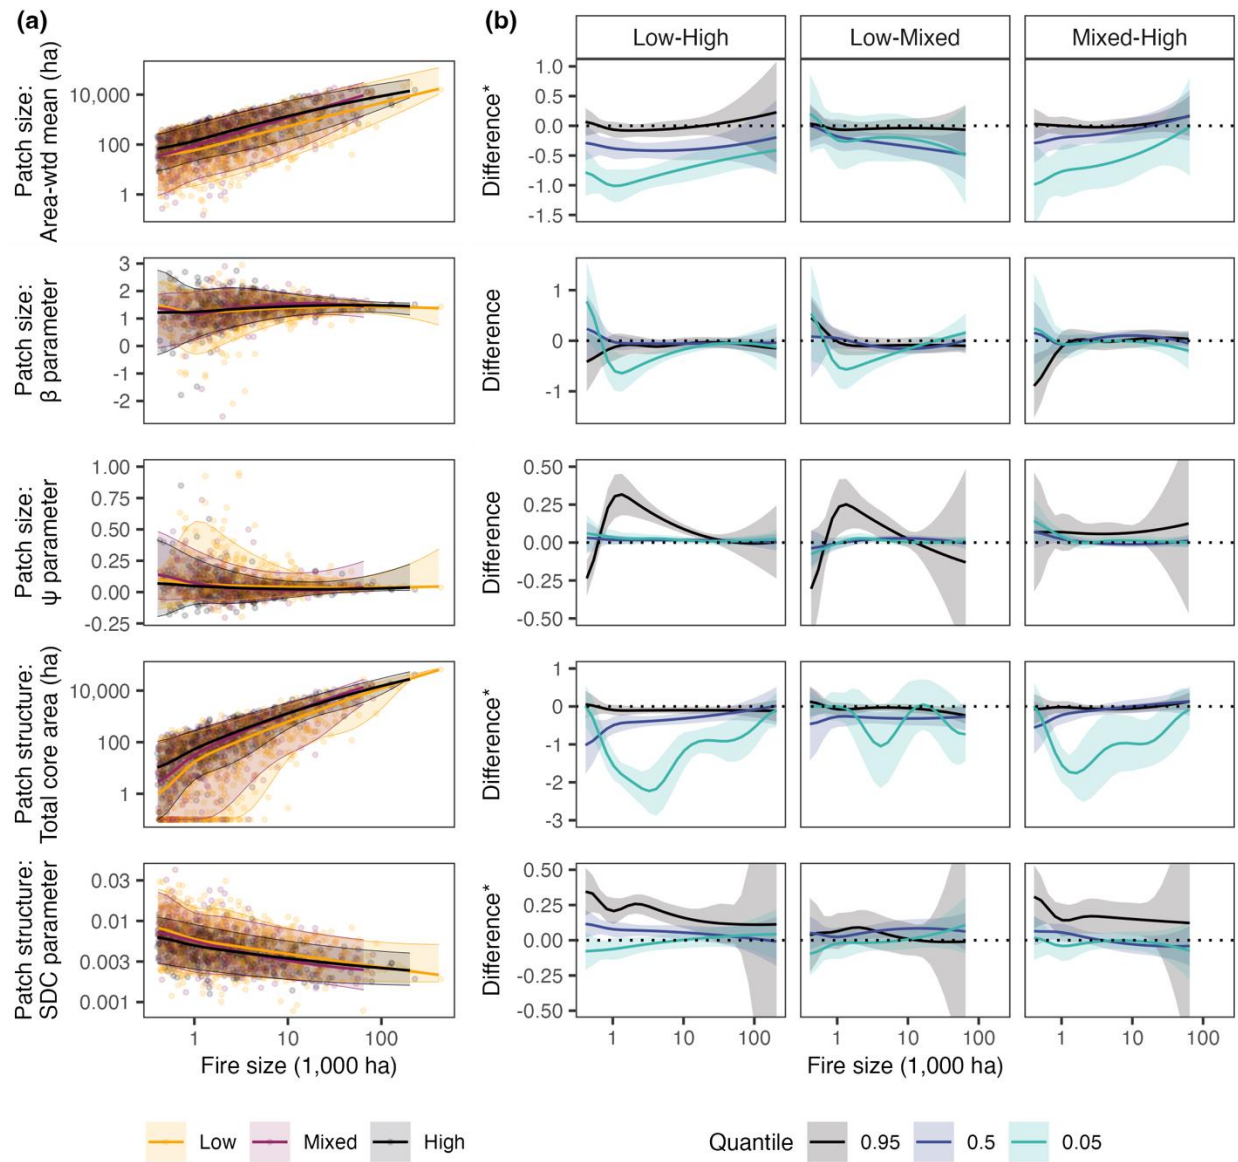 (a)
(b)
Low-High
Low-Mixed
Mixed-High
Patch size:
Area-wtd mean (ha)
10,000
100
1
Difference*
1.0
0.5
0.0
-0.5
-1.0
-1.5
Patch size:
β parameter
3
2
1
0
-1
-2
Difference
1
0
-1
Patch size:
ψ parameter
1.00
0.75
0.50
0.25
0.00
-0.25
Difference
0.50
0.25
0.00
-0.25
-0.50
Patch structure:
Total core area (ha)
10,000
100
1
Difference*
1
0
-1
-2
-3
Patch structure:
SDC parameter
0.03
0.01
0.003
0.001
Difference*
0.50
0.25
0.00
-0.25
-0.50
1 10 100
1 10 100
1 10 100
1 10 100
Fire size (1,000 ha)
Fire size (1,000 ha)
Low Mixed High
Quantile 0.95 0.5 0.05